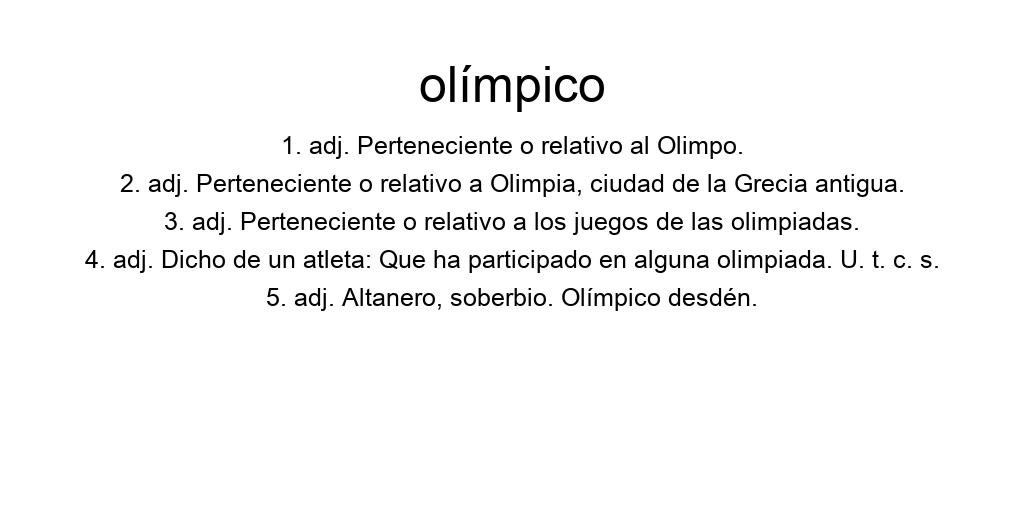 olímpico
1. adj. Perteneciente o relativo al Olimpo.
2. adj. Perteneciente o relativo a Olimpia, ciudad de la Grecia antigua.
3. adj. Perteneciente o relativo a los juegos de las olimpiadas.
4. adj. Dicho de un atleta: Que ha participado en alguna olimpiada. U. t. c. s.
5. adj. Altanero, soberbio. Olímpico desdén.